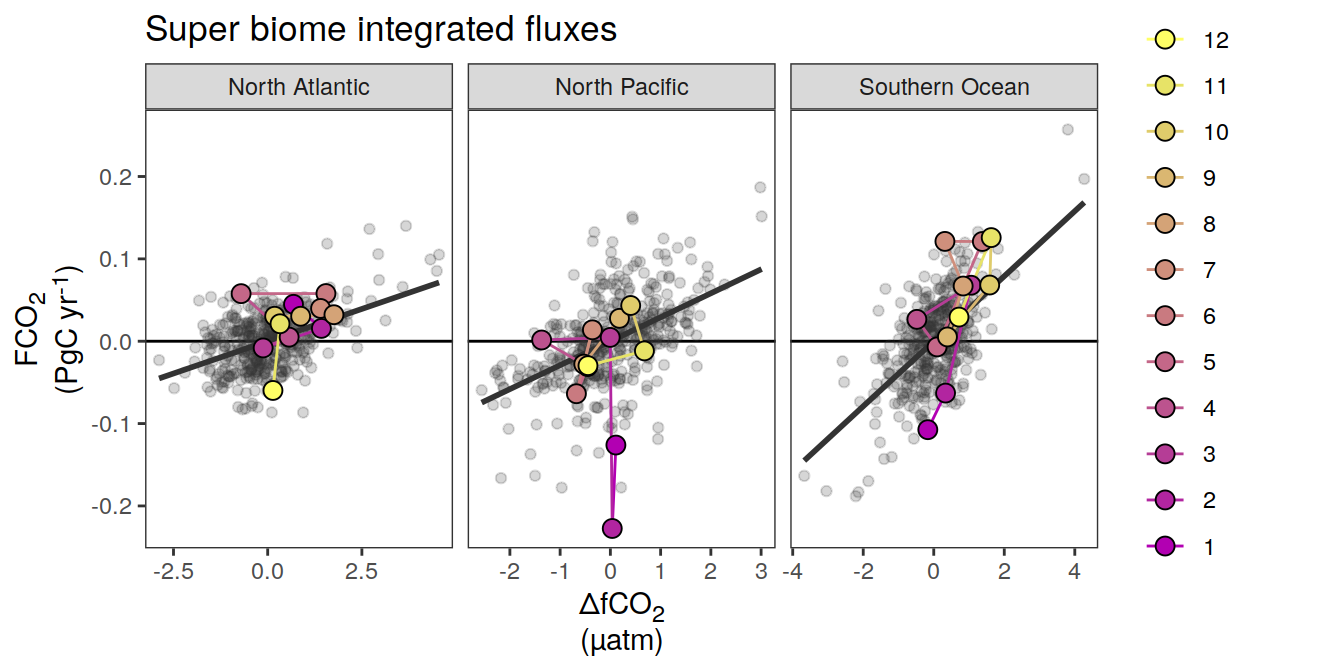 Super biome integrated fluxes
North Atlantic
North Pacific
Southern Ocean
FCO₂
(PgC yr⁻¹)
0.2
0.1
0.0
-0.1
-0.2
-2.5 0.0 2.5
-2 -1 0 1 2 3
-4 -2 0 2 4
ΔfCO₂
(µatm)
12
11
10
9
8
7
6
5
4
3
2
1